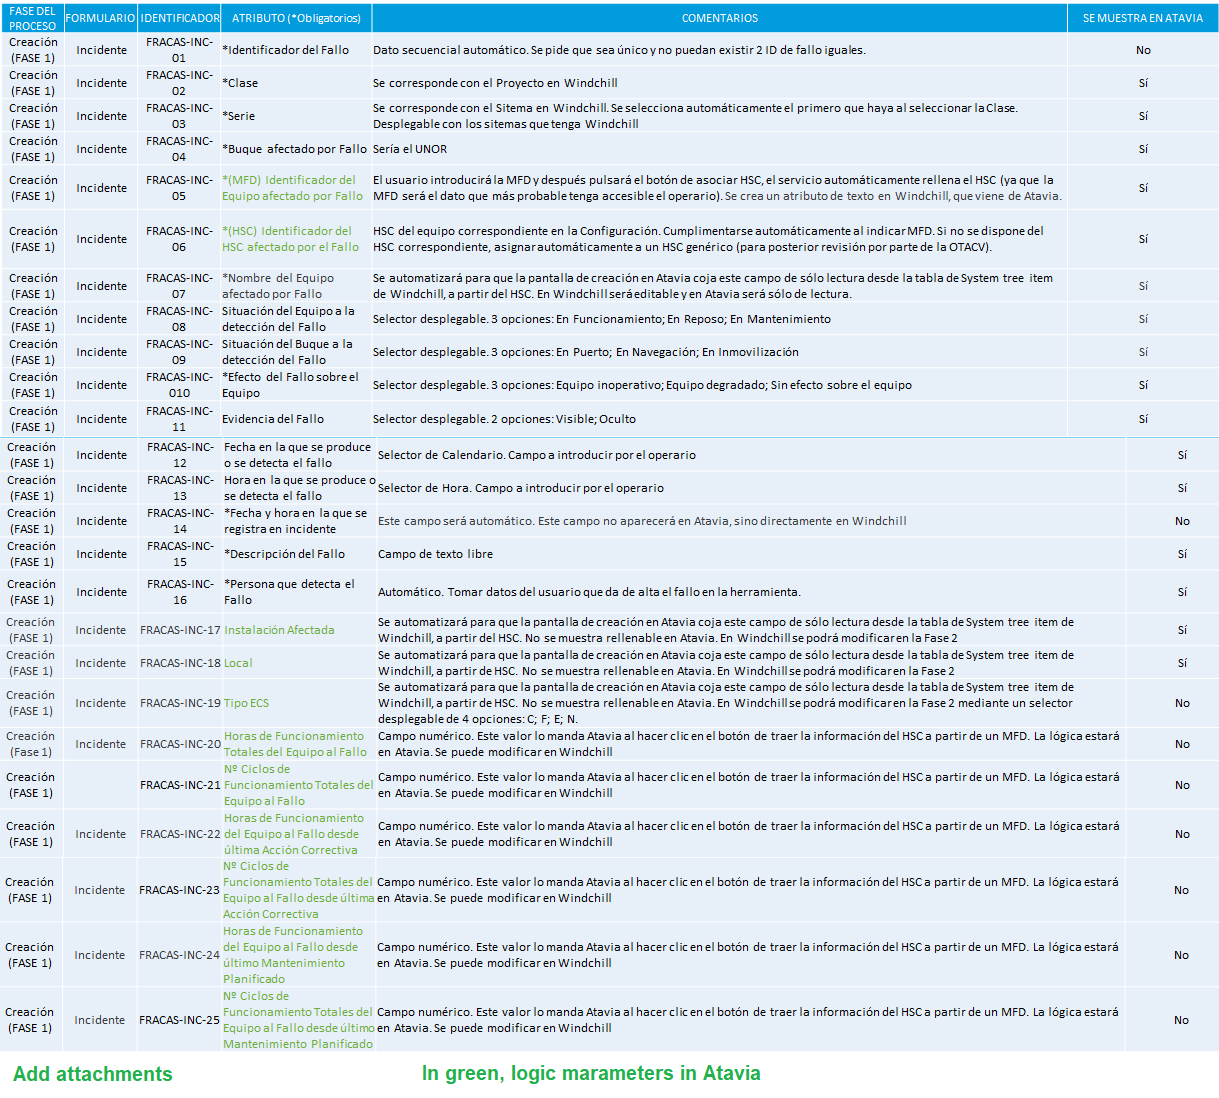 FASE DEL PROCESO FORMULARIO IDENTIFICADOR ATRIBUTO (*Obligatorios) COMENTARIOS SE MUESTRA EN ATAVIA
Creación (FASE 1) Incidente FRACAS-INC-01 *Identificador del Fallo Dato secuencial automático. Se pide que sea único y no puedan existir 2 ID de fallo iguales. No
Creación (FASE 1) Incidente FRACAS-INC-02 *Clase Se corresponde con el Proyecto en Windchill Sí
Creación (FASE 1) Incidente FRACAS-INC-03 *Serie Se corresponde con el Sitema en Windchill. Se selecciona automáticamente el primero que haya al seleccionar la Clase. Desplegable con los sitemas que tenga Windchill Sí
Creación (FASE 1) Incidente FRACAS-INC-04 *Buque afectado por Fallo Sería el UNOR Sí
Creación (FASE 1) Incidente FRACAS-INC-05 *(MFD) Identificador del Equipo afectado por Fallo El usuario introducirá la MFD y después pulsará el botón de asociar HSC, el servicio automáticamente rellena el HSC (ya que la MFD será el dato que más probable tenga accesible el operario). Se crea un atributo de texto en Windchill, que viene de Atavia. Sí
Creación (FASE 1) Incidente FRACAS-INC-06 *(HSC) Identificador del HSC afectado por el Fallo HSC del equipo correspondiente en la Configuración. Cumplimentarse automáticamente al indicar MFD. Si no se dispone del HSC correspondiente, asignar automáticamente a un HSC genérico (para posterior revisión por parte de la OTACV). Sí
Creación (FASE 1) Incidente FRACAS-INC-07 *Nombre del Equipo afectado por Fallo Se automatizará para que la pantalla de creación en Atavia coja este campo de sólo lectura desde la tabla de System tree item de Windchill, a partir del HSC. En Windchill será editable y en Atavia será sólo de lectura. Sí
Creación (FASE 1) Incidente FRACAS-INC-08 Situación del Equipo a la detección del Fallo Selector desplegable. 3 opciones: En Funcionamiento; En Reposo; En Mantenimiento Sí
Creación (FASE 1) Incidente FRACAS-INC-09 Situación del Buque a la detección del Fallo Selector desplegable. 3 opciones: En Puerto; En Navegación; En Inmovilización Sí
Creación (FASE 1) Incidente FRACAS-INC-010 *Efecto del Fallo sobre el Equipo Selector desplegable. 3 opciones: Equipo inoperativo; Equipo degradado; Sin efecto sobre el equipo Sí
Creación (FASE 1) Incidente FRACAS-INC-11 Evidencia del Fallo Selector desplegable. 2 opciones: Visible; Oculto Sí
Creación (FASE 1) Incidente FRACAS-INC-12 Fecha en la que se produce o se detecta el fallo Selector de Calendario. Campo a introducir por el operario Sí
Creación (FASE 1) Incidente FRACAS-INC-13 Hora en la que se produce o se detecta el fallo Selector de Hora. Campo a introducir por el operario Sí
Creación (FASE 1) Incidente FRACAS-INC-14 *Fecha y hora en la que se registra en incidente Este campo será automático. Este campo no aparecerá en Atavia, sino directamente en Windchill No
Creación (FASE 1) Incidente FRACAS-INC-15 *Descripción del Fallo Campo de texto libre Sí
Creación (FASE 1) Incidente FRACAS-INC-16 *Persona que detecta el Fallo Automático. Tomar datos del usuario que da de alta el fallo en la herramienta. Sí
Creación (FASE 1) Incidente FRACAS-INC-17 Instalación Afectada Se automatizará para que la pantalla de creación en Atavia coja este campo de sólo lectura desde la tabla de System tree item de Windchill, a partir del HSC. No se muestra rellenable en Atavia. En Windchill se podrá modificar en la Fase 2 Sí
Creación (FASE 1) Incidente FRACAS-INC-18 Local Se automatizará para que la pantalla de creación en Atavia coja este campo de sólo lectura desde la tabla de System tree item de Windchill, a partir de HSC. No se muestra rellenable en Atavia. En Windchill se podrá modificar en la Fase 2 Sí
Creación (FASE 1) Incidente FRACAS-INC-19 Tipo ECS Se automatizará para que la pantalla de creación en Atavia coja este campo de sólo lectura desde la tabla de System tree item de Windchill, a partir de HSC. No se muestra rellenable en Atavia. En Windchill se podrá modificar en la Fase 2 mediante un selector desplegable de 4 opciones: C; F; E; N. No
Creación (Fase 1) Incidente FRACAS-INC-20 Horas de Funcionamiento Totales del Equipo al Fallo Campo numérico. Este valor lo manda Atavia al hacer clic en el botón de traer la información del HSC a partir de un MFD. La lógica estará en Atavia. Se puede modificar en Windchill No
Creación (FASE 1) FRACAS-INC-21 Nº Ciclos de Funcionamiento Totales del Equipo al Fallo Campo numérico. Este valor lo manda Atavia al hacer clic en el botón de traer la información del HSC a partir de un MFD. La lógica estará en Atavia. Se puede modificar en Windchill No
Creación (FASE 1) Incidente FRACAS-INC-22 Horas de Funcionamiento del Equipo al Fallo desde última Acción Correctiva Campo numérico. Este valor lo manda Atavia al hacer clic en el botón de traer la información del HSC a partir de un MFD. La lógica estará en Atavia. Se puede modificar en Windchill No
Creación (FASE 1) Incidente FRACAS-INC-23 Nº Ciclos de Funcionamiento Totales del Equipo al Fallo desde última Acción Correctiva Campo numérico. Este valor lo manda Atavia al hacer clic en el botón de traer la información del HSC a partir de un MFD. La lógica estará en Atavia. Se puede modificar en Windchill No
Creación (FASE 1) Incidente FRACAS-INC-24 Horas de Funcionamiento del Equipo al Fallo desde último Mantenimiento Planificado Campo numérico. Este valor lo manda Atavia al hacer clic en el botón de traer la información del HSC a partir de un MFD. La lógica estará en Atavia. Se puede modificar en Windchill No
Creación (FASE 1) Incidente FRACAS-INC-25 Nº Ciclos de Funcionamiento Totales del Equipo al Fallo desde último Mantenimiento Planificado Campo numérico. Este valor lo manda Atavia al hacer clic en el botón de traer la información del HSC a partir de un MFD. La lógica estará en Atavia. Se puede modificar en Windchill No
Add attachments In green, logic marameters in Atavia